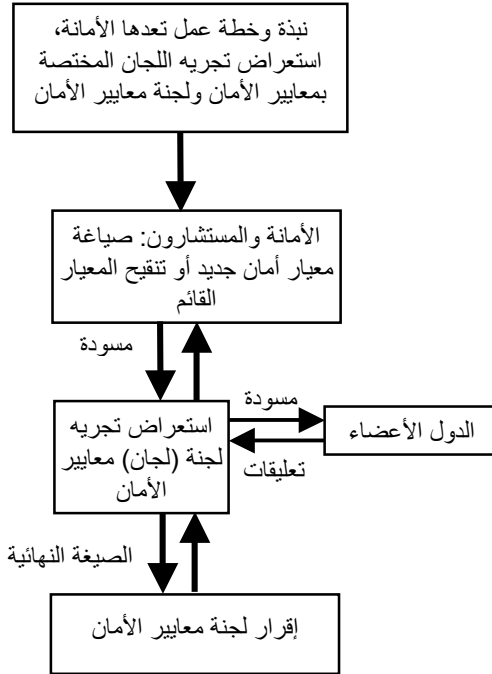 نبذة وخطة عمل تعدها الأمانة،
استعراض تجريه اللجان المختصة
بمعايير الأمان ولجنة معايير الأمان
الأمانة والمستشارون: صياغة
معيار أمان جديد أو تنقيح المعيار
القائم
مسودة
استعراض تجريه
لجنة (لجان) معايير
الأمان
مسودة
تعليقات
الدول الأعضاء
الصيغة النهائية
إقرار لجنة معايير الأمان